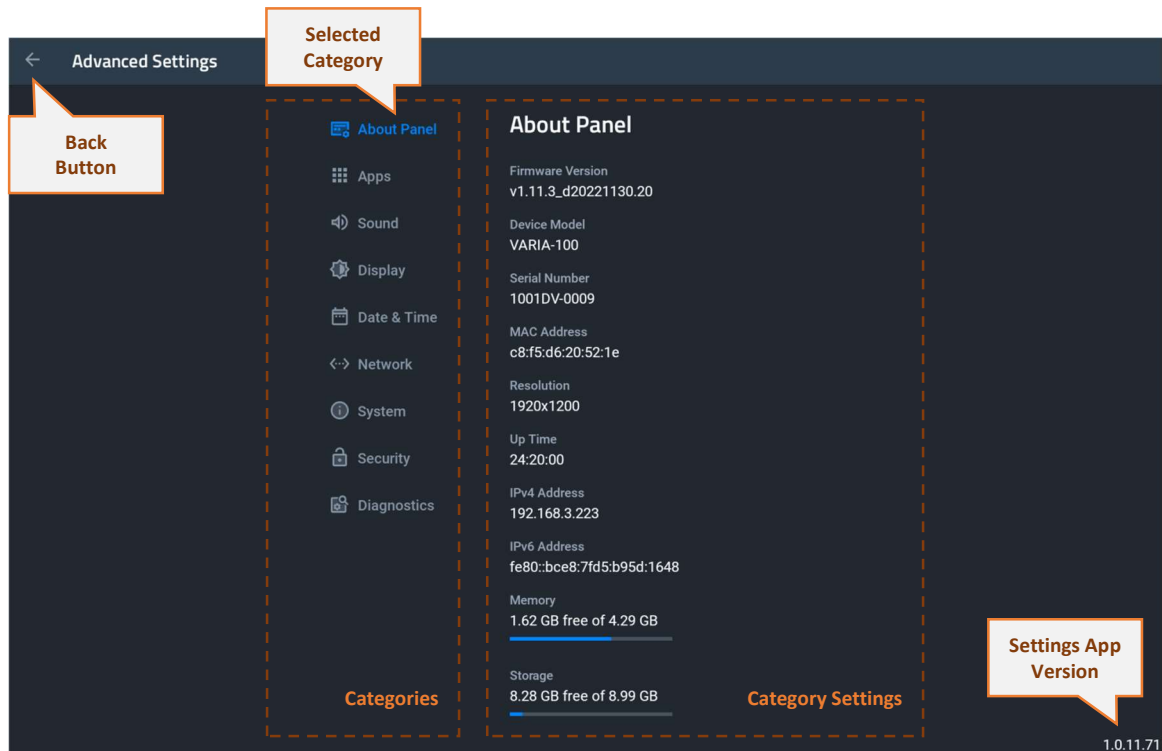 Selected
Category
Advanced Settings
Back
Button
About Panel
Apps
Sound
Display
Date & Time
Network
System
Security
Diagnostics
Categories
About Panel
Firmware Version
v1.11.3_d20221130.20
Device Model
VARIA-100
Serial Number
1001DV-0009
MAC Address
c8:f5:d6:20:52:1e
Resolution
1920x1200
Up Time
24:20:00
IPv4 Address
192.168.3.223
IPv6 Address
fe80::bce8:7fd5:b95d:1648
Memory
1.62 GB free of 4.29 GB
Storage
8.28 GB free of 8.99 GB
Category Settings
Settings App
Version
1.0.11.71